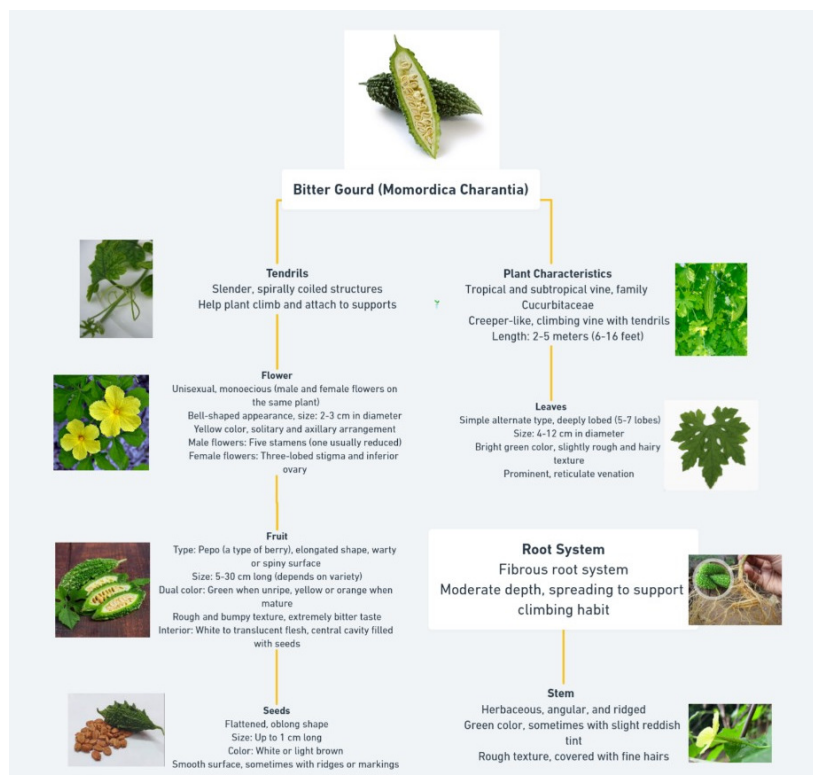 Bitter Gourd (Momordica Charantia)
Tendrils
Slender, spirally coiled structures
Help plant climb and attach to supports
Flower
Unisexual, monoecious (male and female flowers on
the same plant)
Bell-shaped appearance, size: 2-3 cm in diameter
Yellow color, solitary and axillary arrangement
Male flowers: Five stamens (one usually reduced)
Female flowers: Three-lobed stigma and inferior
ovary
Fruit
Type: Pepo (a type of berry), elongated shape, warty
or spiny surface
Size: 5-30 cm long (depends on variety)
Dual color: Green when unripe, yellow or orange when
mature
Rough and bumpy texture, extremely bitter taste
Interior: White to translucent flesh, central cavity filled
with seeds
Seeds
Flattened, oblong shape
Size: Up to 1 cm long
Color: White or light brown
Smooth surface, sometimes with ridges or markings
Plant Characteristics
Tropical and subtropical vine, family
Cucurbitaceae
Creeper-like, climbing vine with tendrils
Length: 2-5 meters (6-16 feet)
Leaves
Simple alternate type, deeply lobed (5-7 lobes)
Size: 4-12 cm in diameter
Bright green color, slightly rough and hairy
texture
Prominent, reticulate venation
Root System
Fibrous root system
Moderate depth, spreading to support
climbing habit
Stem
Herbaceous, angular, and ridged
Green color, sometimes with slight reddish
tint
Rough texture, covered with fine hairs